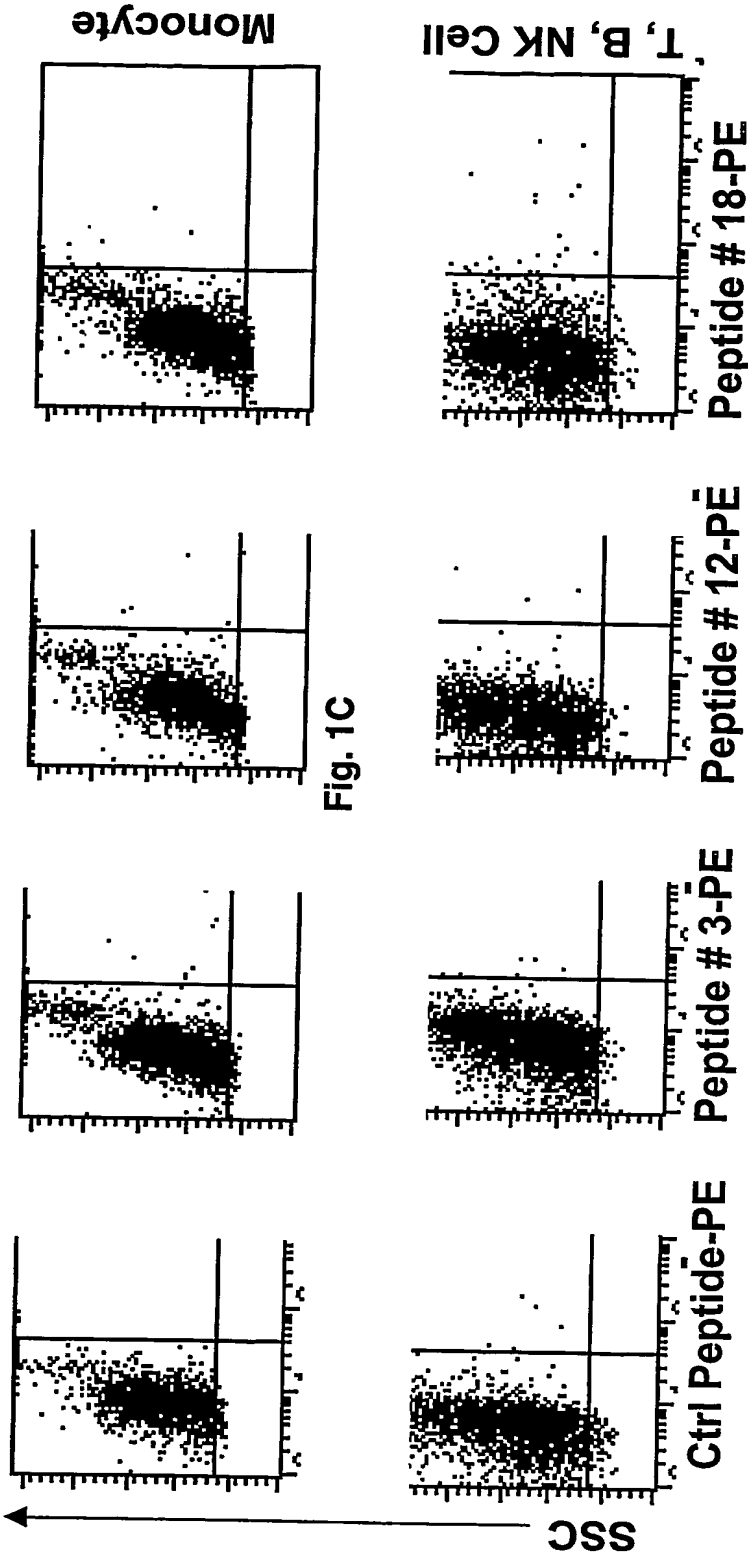 Monocyte
T, B, NK Cell
Fig. 1C
SSC
Ctrl Peptide-PE
Peptide # 3-PE
Peptide # 12-PE
Peptide # 18-PE